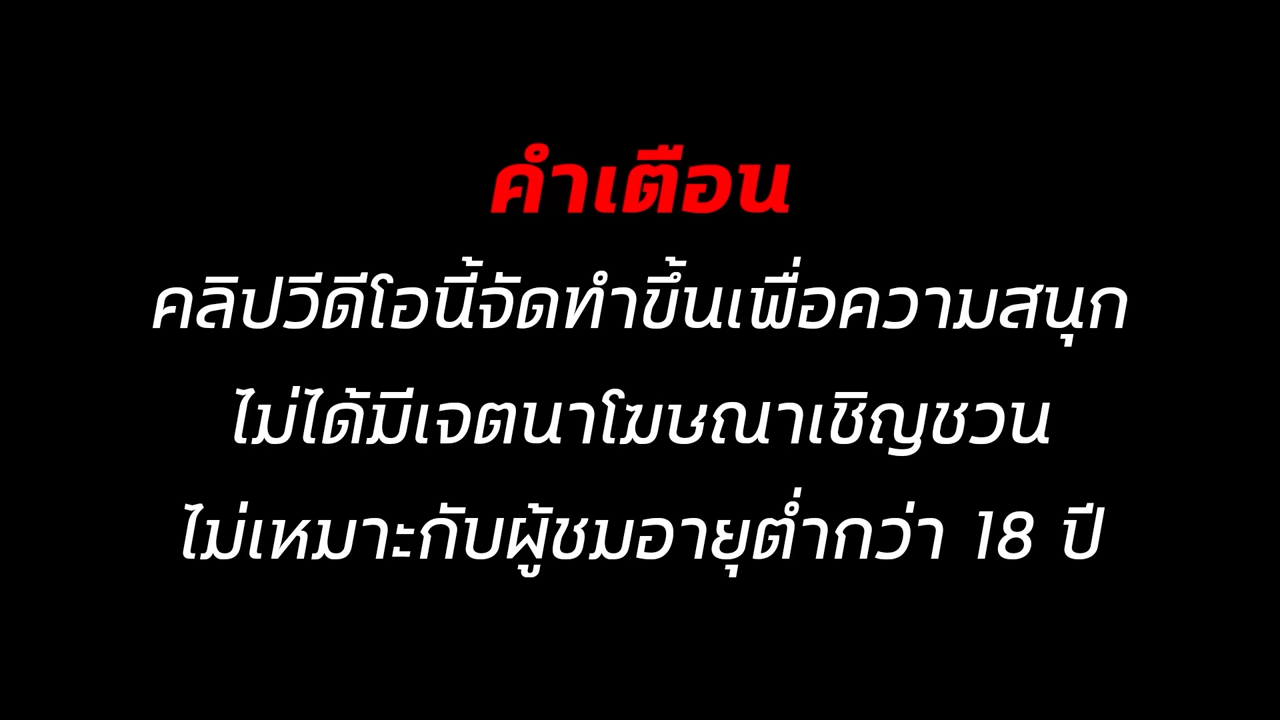 คำเตือน
คลิปวีดีโอนี้จัดทำขึ้นเพื่อความสนุก
ไม่ได้มีเจตนาโฆษณาเชิญชวน
ไม่เหมาะกับผู้ชมอายุต่ำกว่า 18 ปี